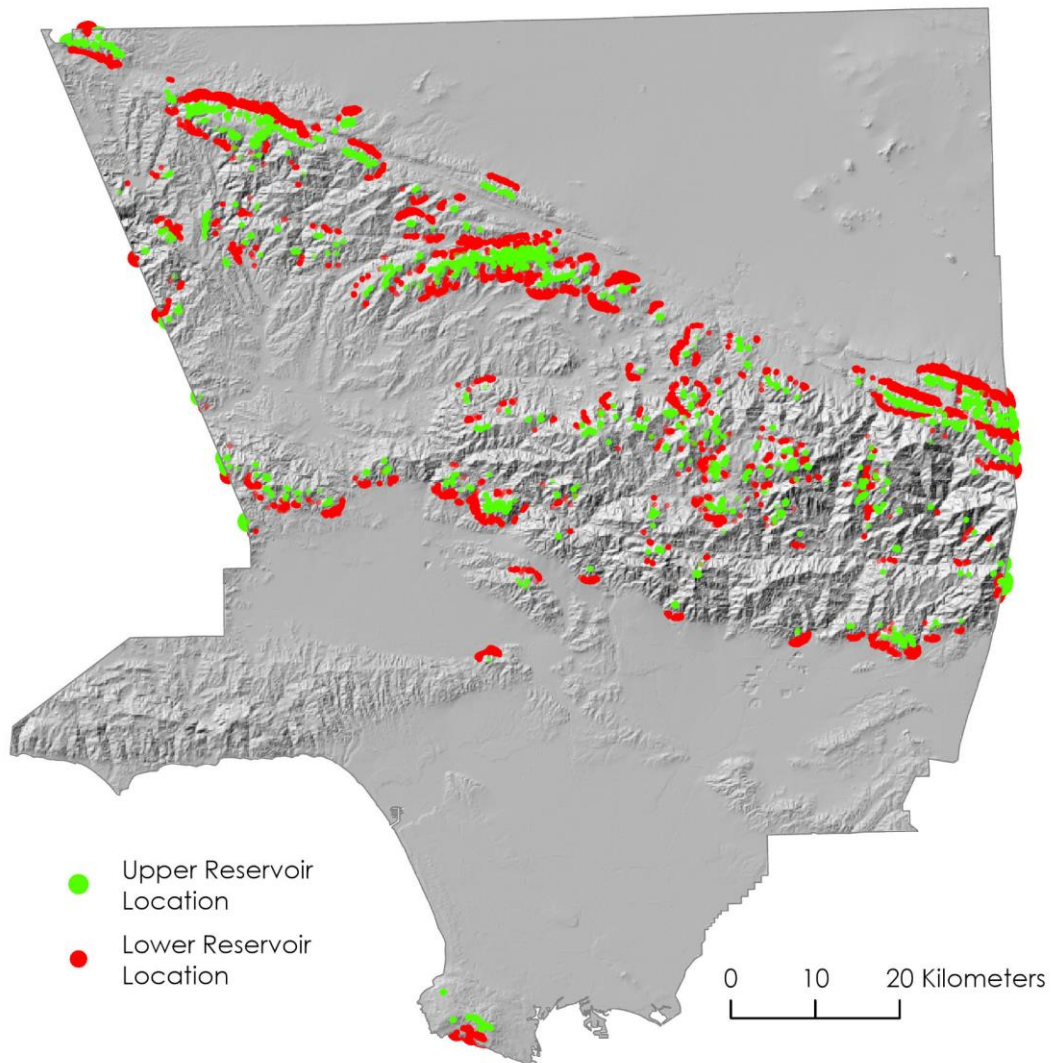 Upper Reservoir
Location
Lower Reservoir
Location
0 10 20 Kilometers